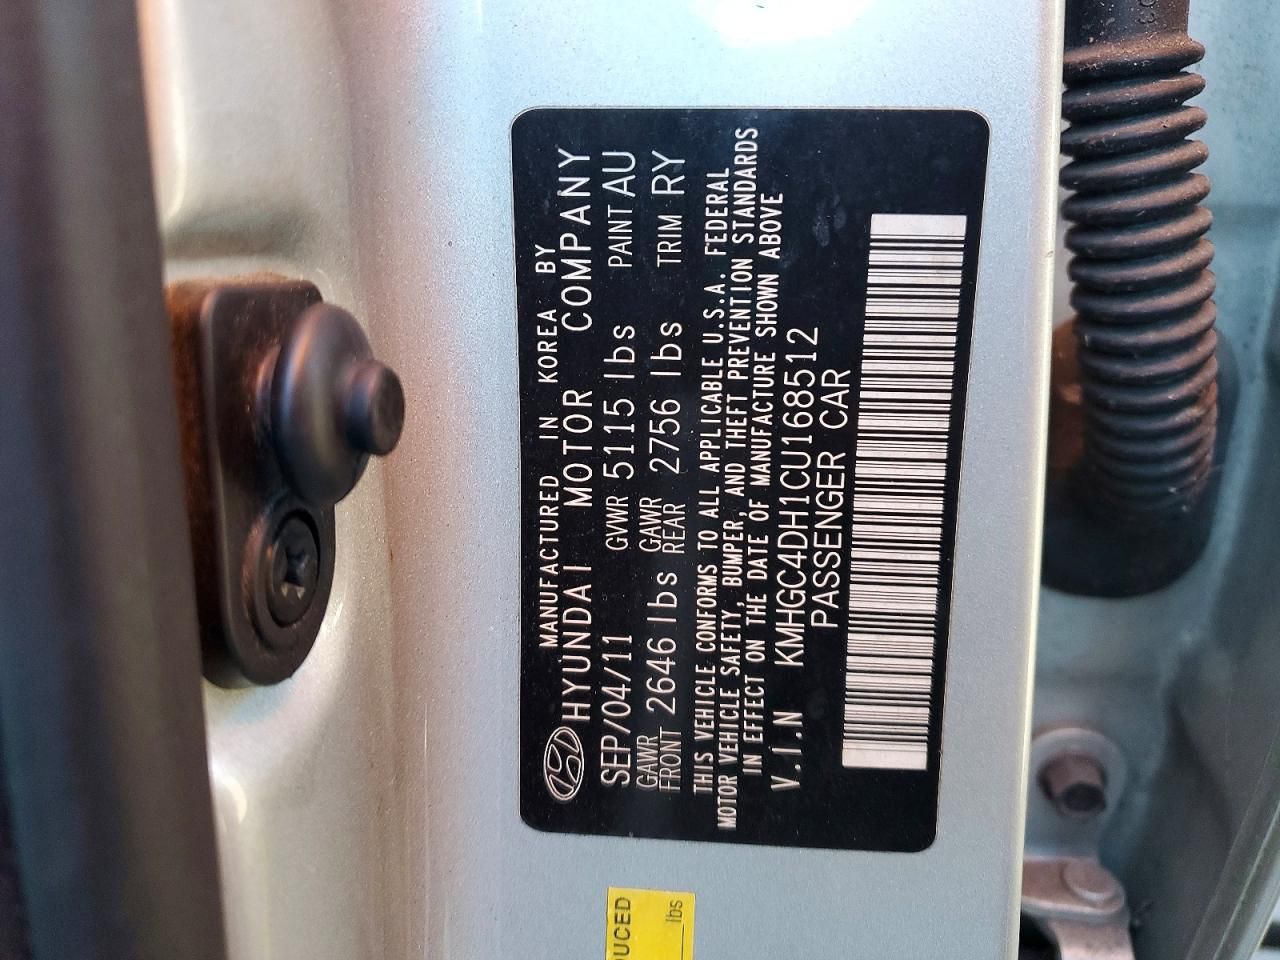 MANUFACTURED IN KOREA BY
HYUNDAI MOTOR COMPANY
SEP/04/11 GVWR 5115 lbs PAINT AU
GAWR FRONT 2646 lbs GAWR REAR 2756 lbs TRIM RY
THIS VEHICLE CONFORMS TO ALL APPLICABLE U.S.A. FEDERAL
MOTOR VEHICLE SAFETY, BUMPER, AND THEFT PREVENTION STANDARDS
IN EFFECT ON THE DATE OF MANUFACTURE SHOWN ABOVE
V.I.N KMHGC4DH1CU168512
PASSENGER CAR
UCED
lbs
03